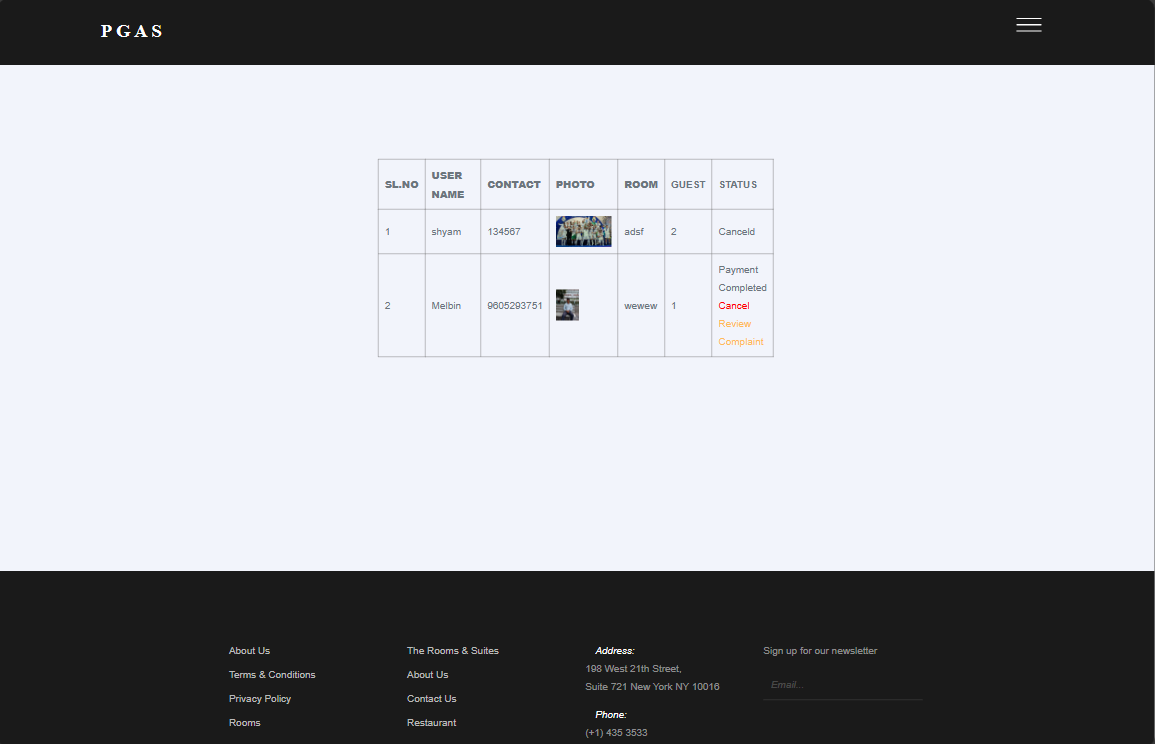 PGAS
SL.NO
USER
NAME
CONTACT
PHOTO
ROOM
GUEST
STATUS
1
shyam
134567
adsf
2
Canceld
2
Melbin
9605293751
wewew
1
Payment
Completed
Cancel
Review
Complaint
About Us
Terms & Conditions
Privacy Policy
Rooms
The Rooms & Suites
About Us
Contact Us
Restaurant
Address:
198 West 21th Street,
Suite 721 New York NY 10016
Phone:
(+1) 435 3533
Sign up for our newsletter
Email...